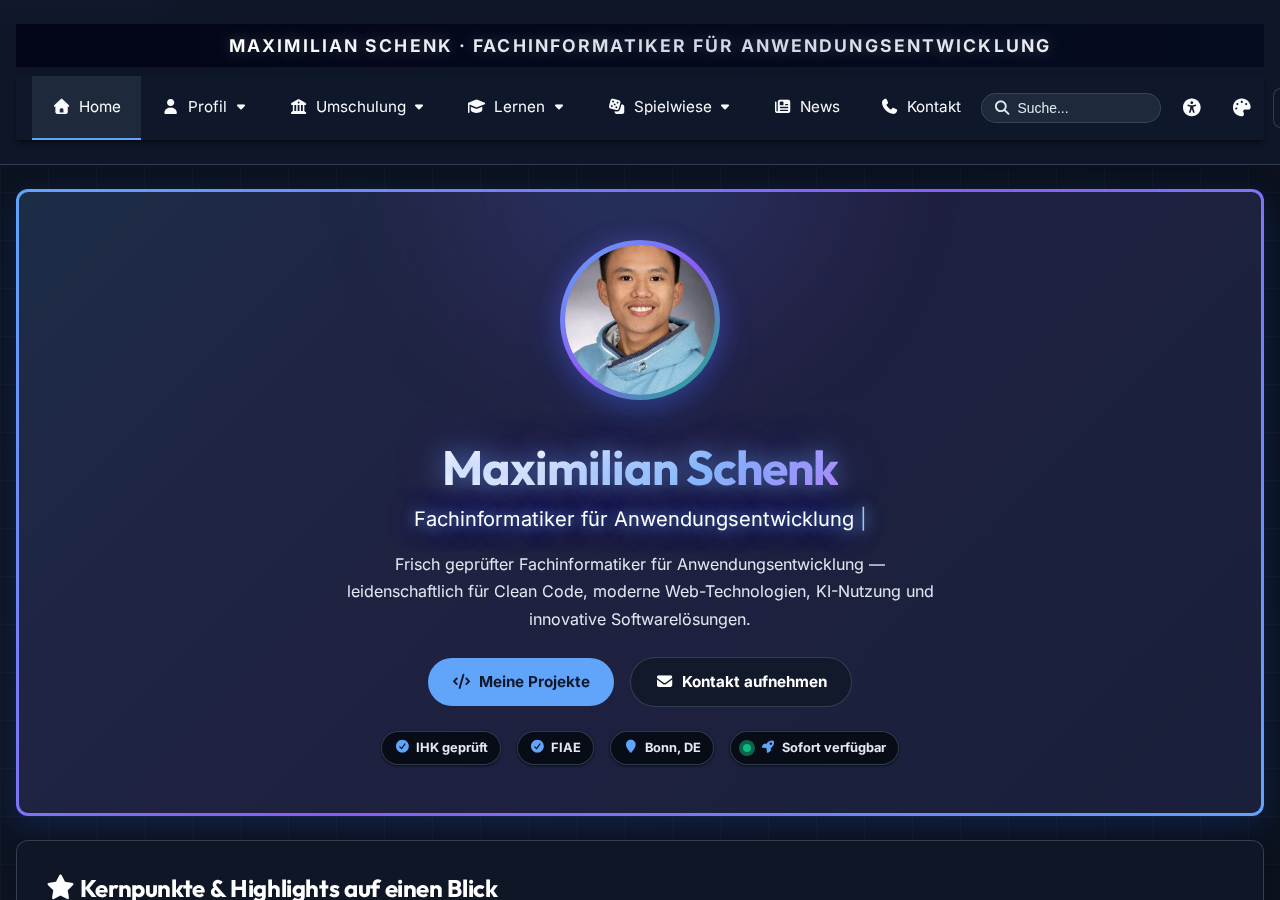 MAXIMILIAN SCHENK · FACHINFORMATIKER FÜR ANWENDUNGSENTWICKLUNG
Home Profil Umschulung Lernen Spielwiese News Kontakt Suche...
Maximilian Schenk
Fachinformatiker für Anwendungsentwicklung |
Frisch geprüfter Fachinformatiker für Anwendungsentwicklung —
leidenschaftlich für Clean Code, moderne Web-Technologien, KI-Nutzung und
innovative Softwarelösungen.
Meine Projekte Kontakt aufnehmen
IHK geprüft FIAE Bonn, DE Sofort verfügbar
Kernpunkte & Highlights auf einen Blick